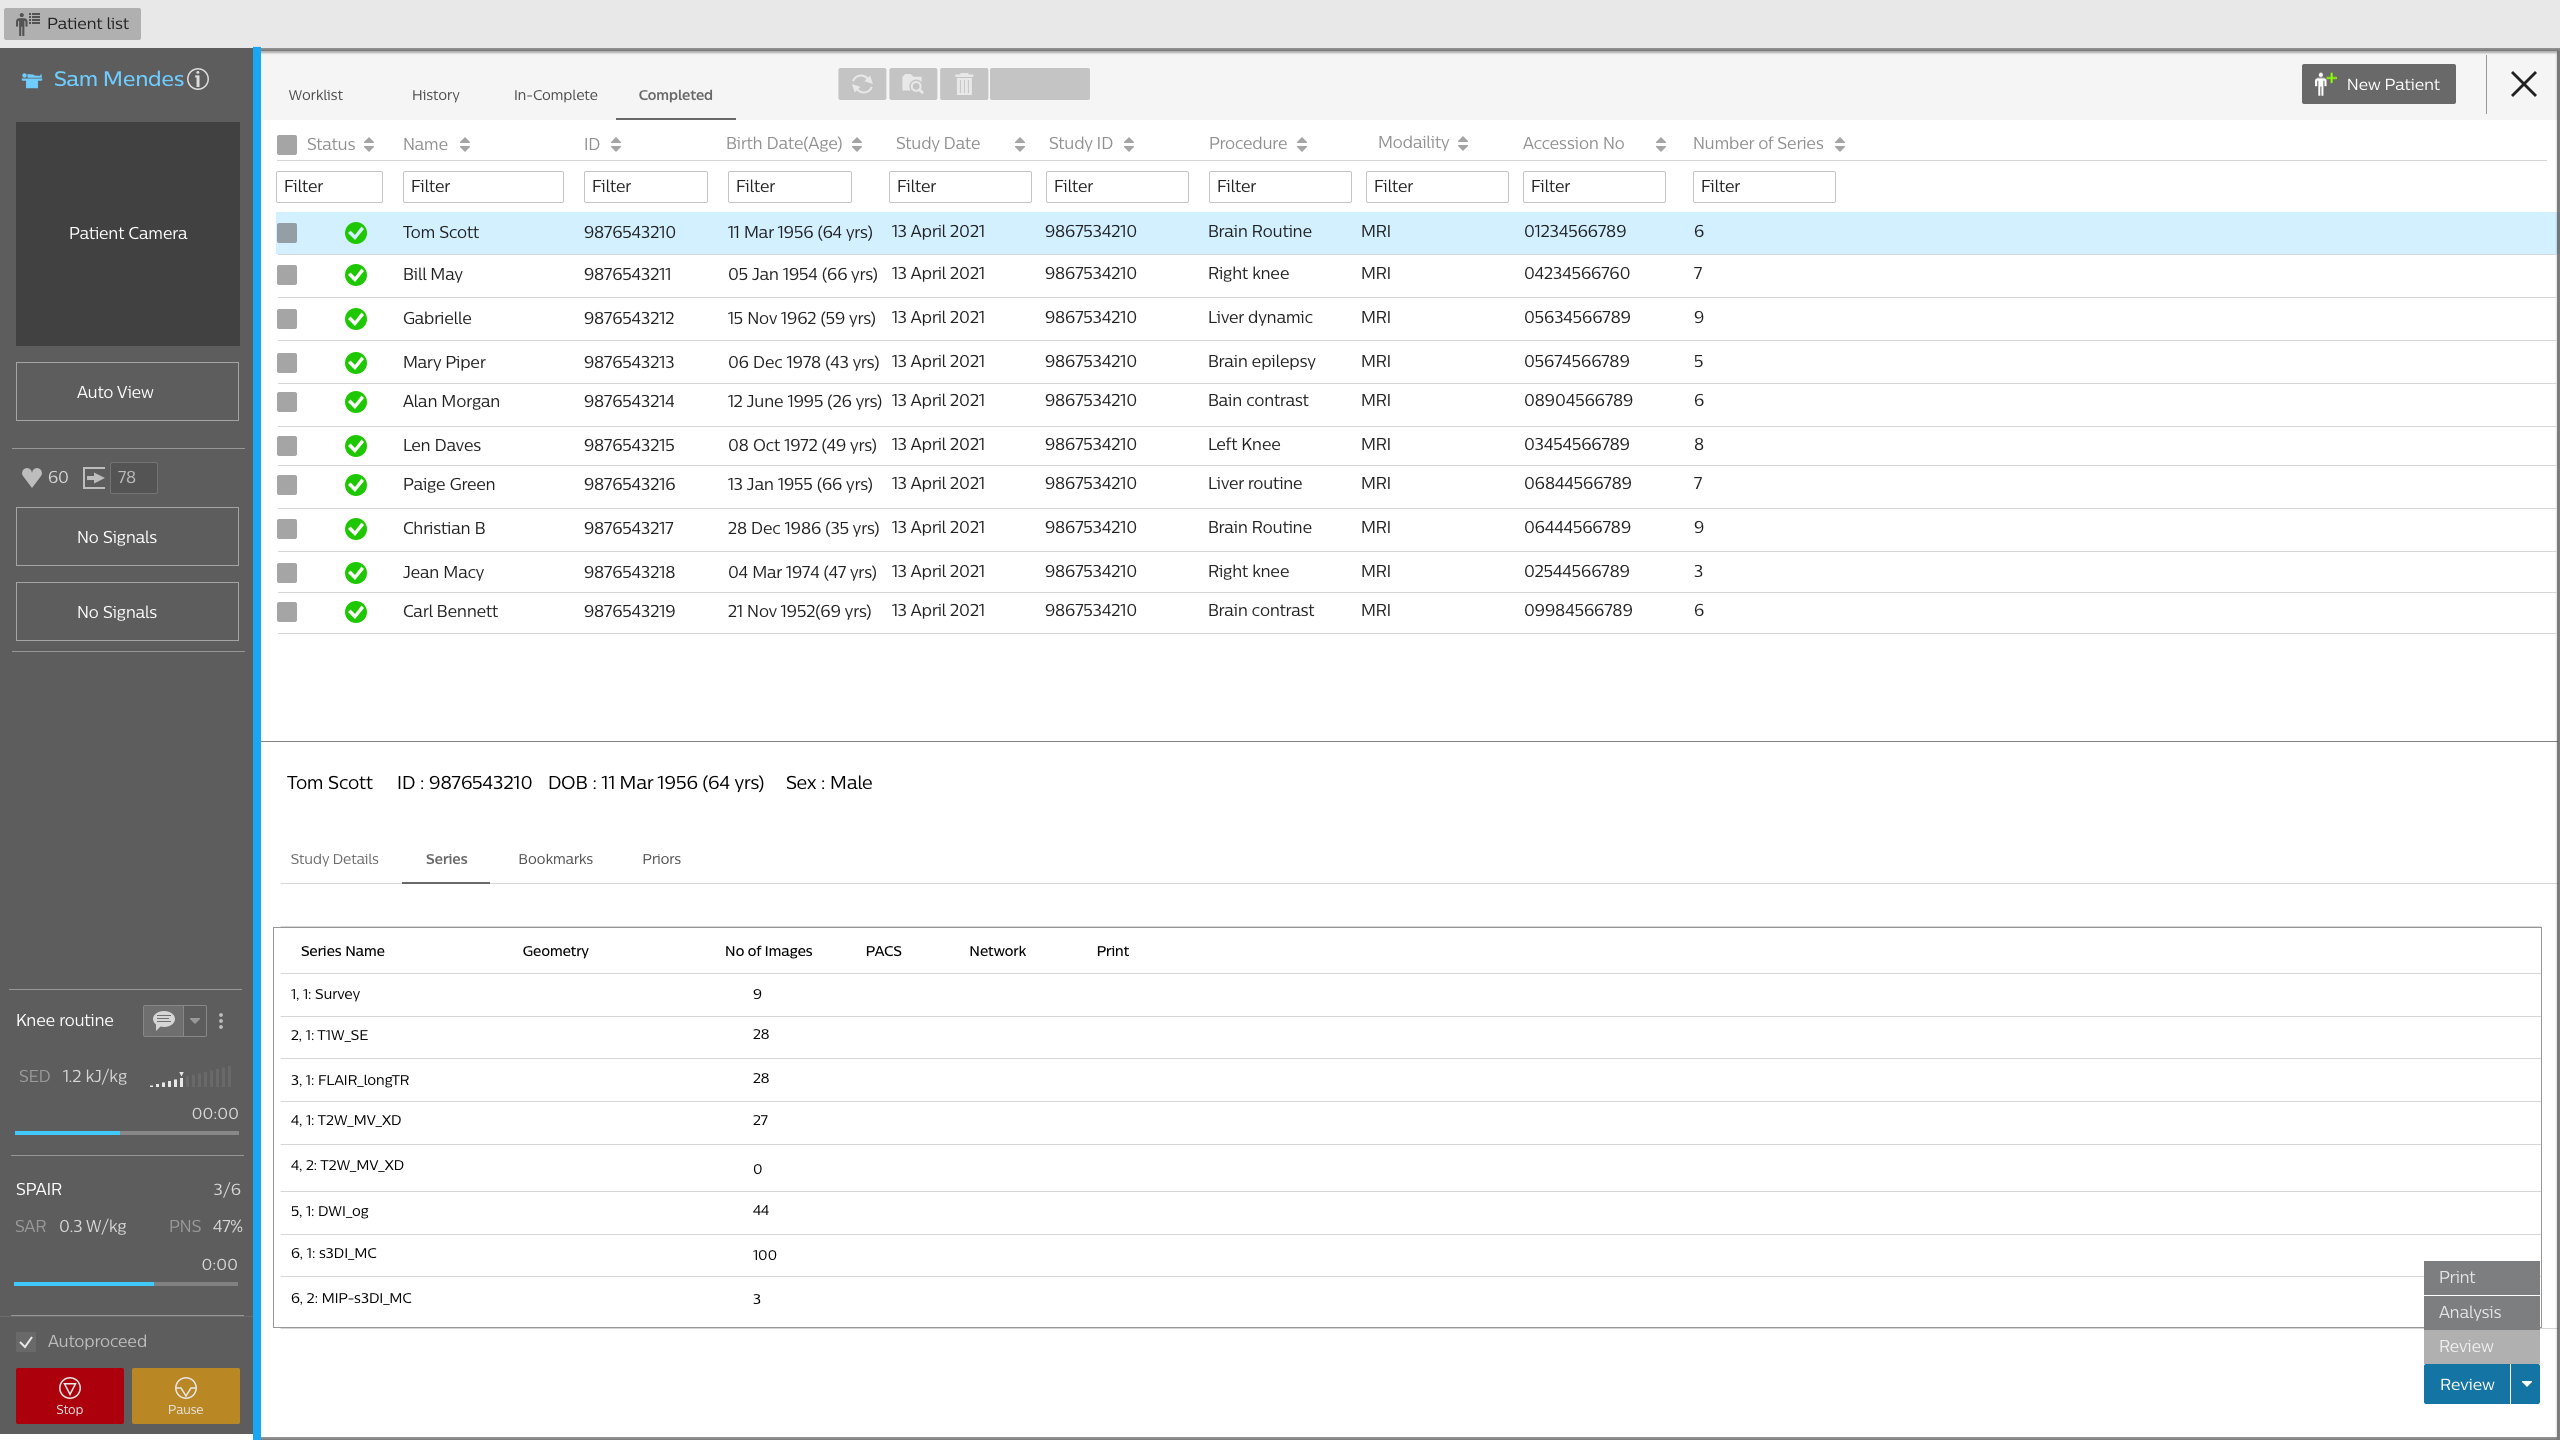 Patient list
Sam Mendes
Patient Camera
Auto View
60 78
No Signals
No Signals
Knee routine
SED 1.2 kJ/kg
00:00
SPAIR 3/6
SAR 0.3 W/kg PNS 47%
0:00
Autoproceed
Stop Pause
Worklist History In-Complete Completed New Patient
Status Name ID Birth Date(Age) Study Date Study ID Procedure Modaility Accession No Number of Series
Filter Filter Filter Filter Filter Filter Filter Filter Filter Filter
Tom Scott 9876543210 11 Mar 1956 (64 yrs) 13 April 2021 9867534210 Brain Routine MRI 01234566789 6
Bill May 9876543211 05 Jan 1954 (66 yrs) 13 April 2021 9867534210 Right knee MRI 04234566760 7
Gabrielle 9876543212 15 Nov 1962 (59 yrs) 13 April 2021 9867534210 Liver dynamic MRI 05634566789 9
Mary Piper 9876543213 06 Dec 1978 (43 yrs) 13 April 2021 9867534210 Brain epilepsy MRI 05674566789 5
Alan Morgan 9876543214 12 June 1995 (26 yrs) 13 April 2021 9867534210 Bain contrast MRI 08904566789 6
Len Daves 9876543215 08 Oct 1972 (49 yrs) 13 April 2021 9867534210 Left Knee MRI 03454566789 8
Paige Green 9876543216 13 Jan 1955 (66 yrs) 13 April 2021 9867534210 Liver routine MRI 06844566789 7
Christian B 9876543217 28 Dec 1986 (35 yrs) 13 April 2021 9867534210 Brain Routine MRI 06444566789 9
Jean Macy 9876543218 04 Mar 1974 (47 yrs) 13 April 2021 9867534210 Right knee MRI 02544566789 3
Carl Bennett 9876543219 21 Nov 1952(69 yrs) 13 April 2021 9867534210 Brain contrast MRI 09984566789 6
Tom Scott ID : 9876543210 DOB : 11 Mar 1956 (64 yrs) Sex : Male
Study Details Series Bookmarks Priors
Series Name Geometry No of Images PACS Network Print
1, 1: Survey 9
2, 1: T1W_SE 28
3, 1: FLAIR_longTR 28
4, 1: T2W_MV_XD 27
4, 2: T2W_MV_XD 0
5, 1: DWI_og 44
6, 1: s3DI_MC 100
6, 2: MIP-s3DI_MC 3
Print
Analysis
Review
Review